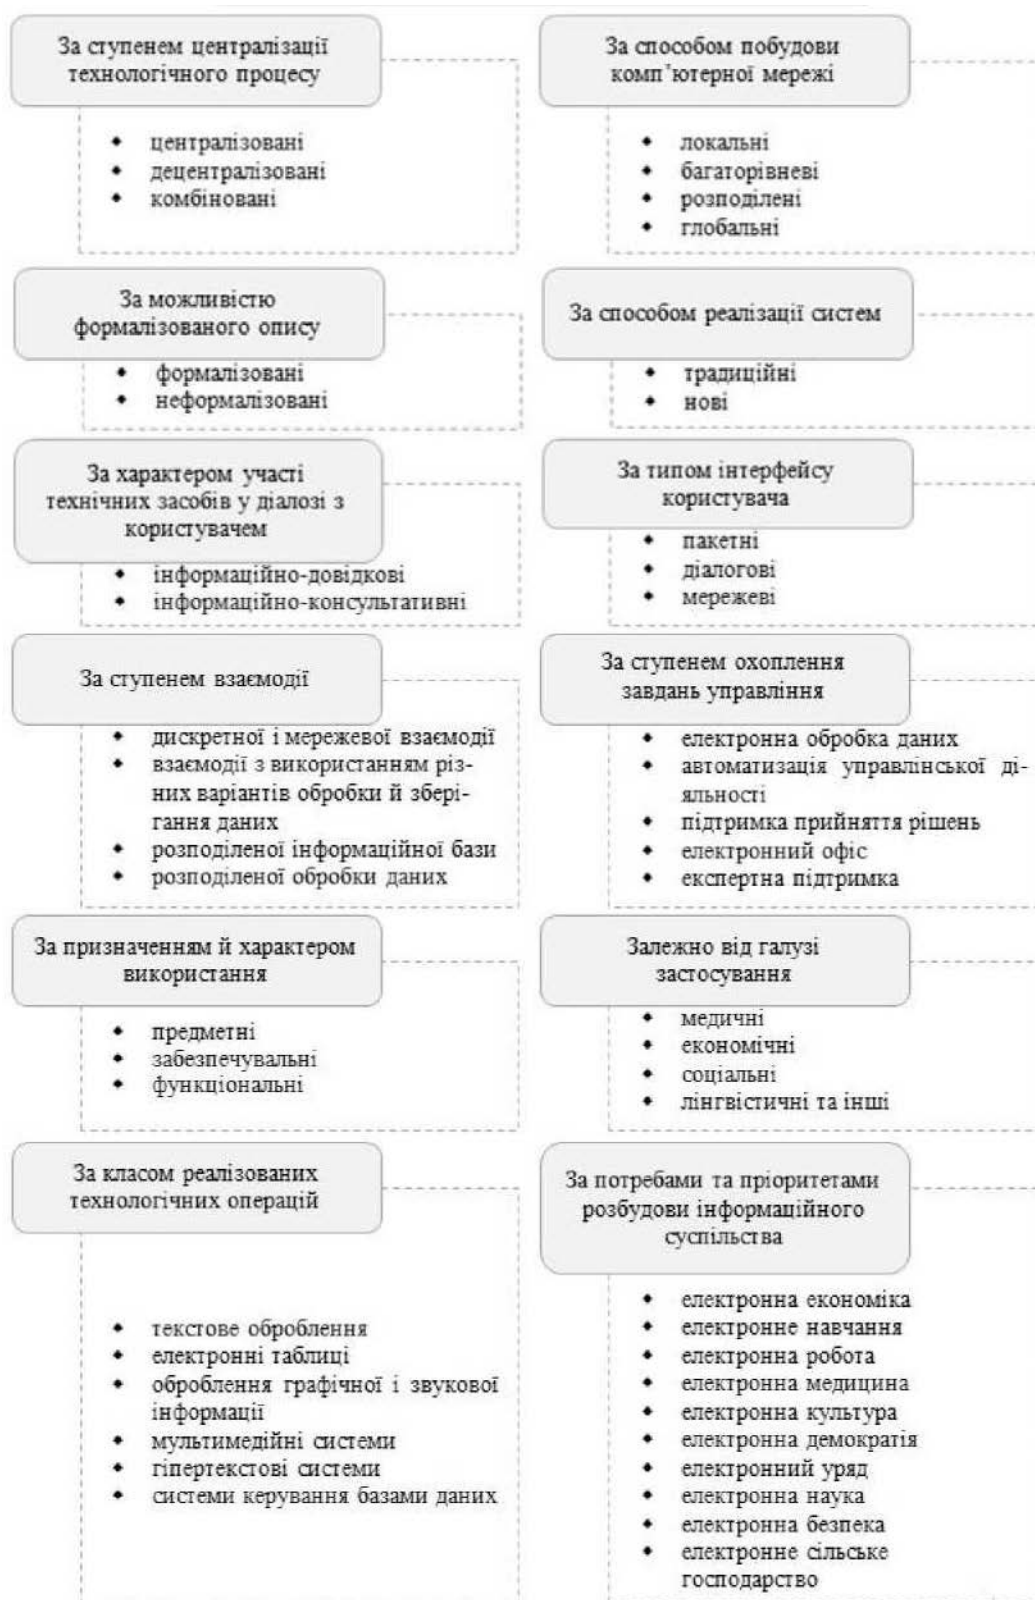 За ступенем централізації
технологічного процесу
централізовані
децентралізовані
комбіновані
За способом побудови
комп'ютерної мережі
локальні
багаторівневі
розподілені
глобальні
За можливістю
формалізованого опису
формалізовані
неформалізовані
За способом реалізації систем
традиційні
нові
За характером участі
технічних засобів у діалозі з
користувачем
інформаційно-довідкові
інформаційно-консультативні
За типом інтерфейсу
користувача
пакетні
діалогові
мережеві
За ступенем взаємодії
дискретної і мережевої взаємодії
взаємодії з використанням різ-
них варіантів обробки й збері-
гання даних
розподіленої інформаційної бази
розподіленої обробки даних
За ступенем охоплення
завдань управління
електронна обробка даних
автоматизація управлінської ді-
яльності
підтримка прийняття рішень
електронний офіс
експертна підтримка
За призначенням й характером
використання
предметні
забезпечувальні
функціональні
Залежно від галузі
застосування
медичні
економічні
соціальні
лінгвістичні та інші
За класом реалізованих
технологічних операцій
текстове оброблення
електронні таблиці
оброблення графічної і звукової
інформації
мультимедійні системи
гіпертекстові системи
системи керування базами даних
За потребами та пріоритетами
розбудови інформаційного
суспільства
електронна економіка
електронне навчання
електронна робота
електронна медицина
електронна культура
електронна демократія
електронний уряд
електронна наука
електронна безпека
електронне сільське
господарство